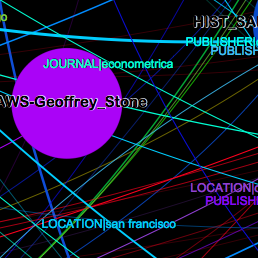 HIST_SA
PUBLISHER|
PUBLISH
JOURNAL|econometrica
AWS-Geoffrey_Stone
LOCATION|
PUBLISH
LOCATION|san francisco